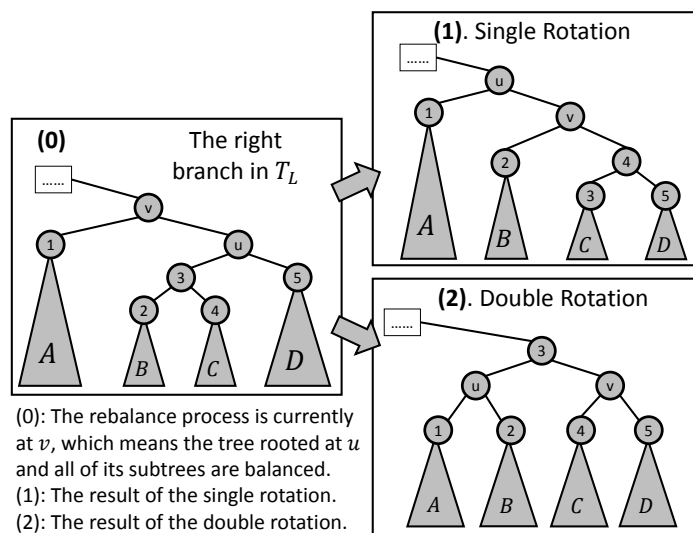 (0)
The right
branch in T_L
……
v
1
u
3
5
2
4
A
B
C
D
(1). Single Rotation
……
u
1
v
2
4
3
5
A
B
C
D
(2). Double Rotation
……
3
u
v
1
2
4
5
A
B
C
D
(0): The rebalance process is currently
at v, which means the tree rooted at u
and all of its subtrees are balanced.
(1): The result of the single rotation.
(2): The result of the double rotation.